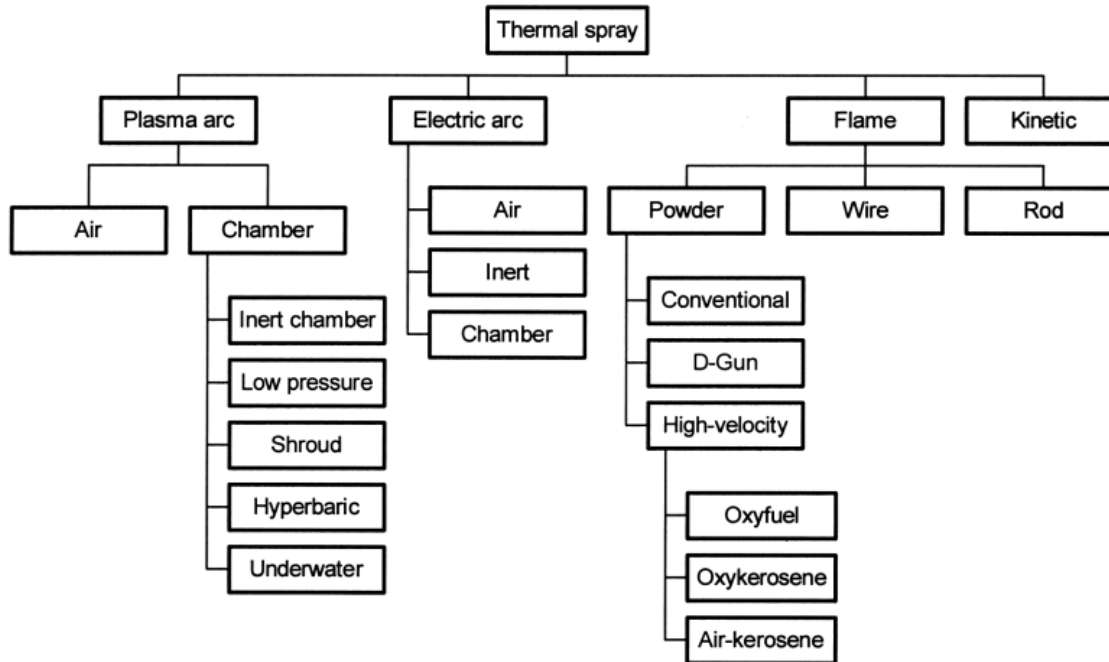 Thermal spray
Plasma arc
Electric arc
Flame
Kinetic
Air
Chamber
Air
Powder
Wire
Rod
Inert
Inert chamber
Conventional
Chamber
Low pressure
D-Gun
Shroud
High-velocity
Hyperbaric
Oxyfuel
Underwater
Oxykerosene
Air-kerosene